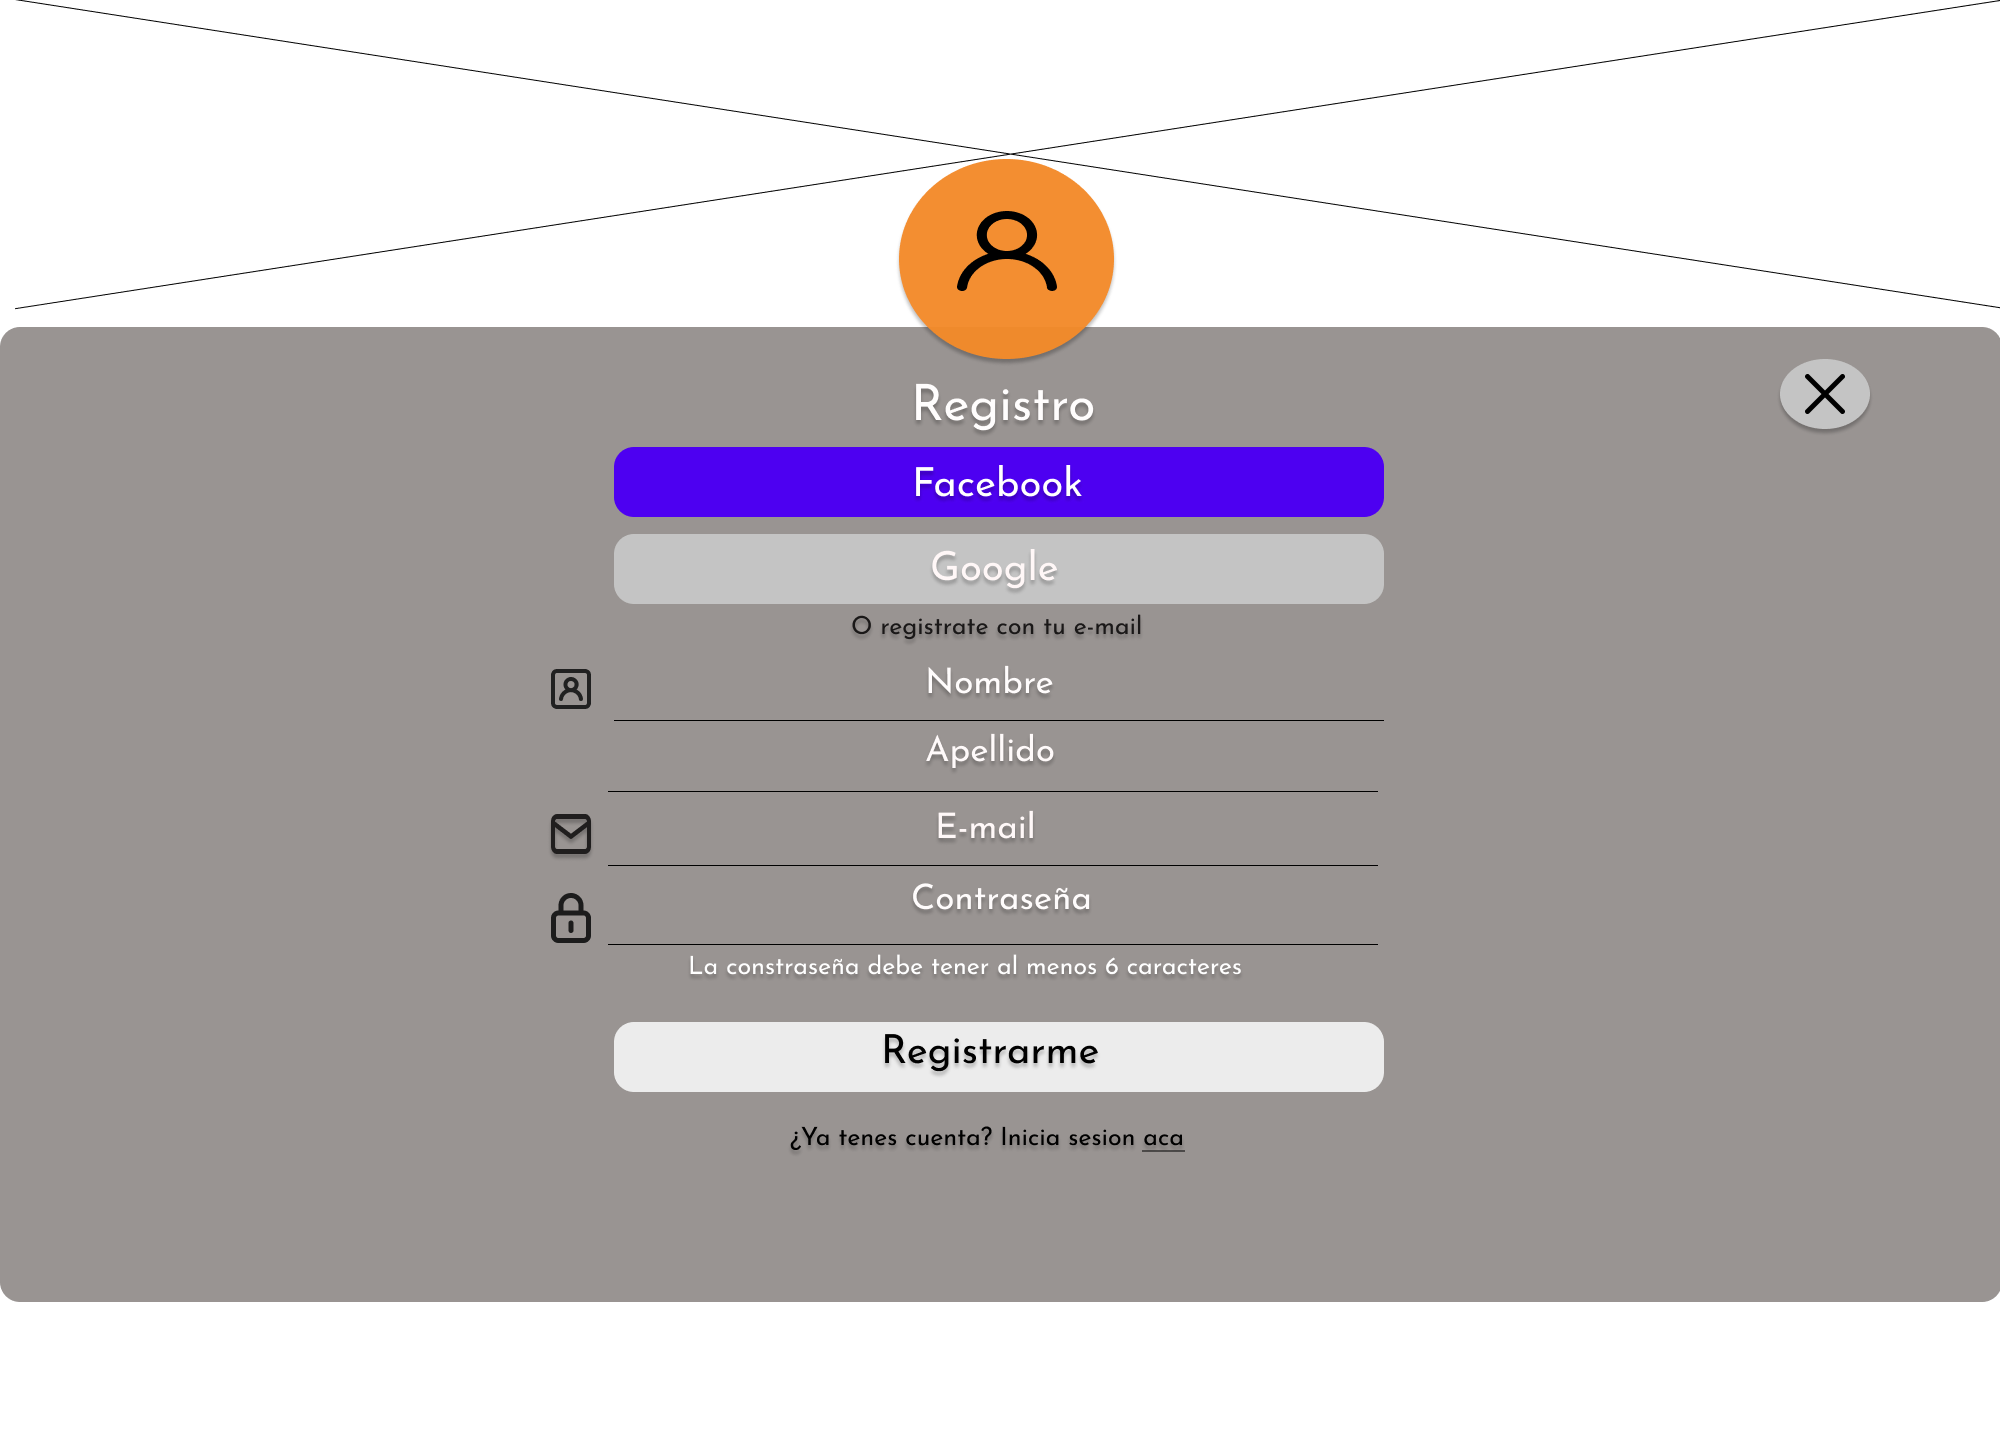 Registro
Facebook
Google
O registrate con tu e-mail
Nombre
Apellido
E-mail
Contraseña
La constraseña debe tener al menos 6 caracteres
Registrarme
¿Ya tenes cuenta? Inicia sesion aca